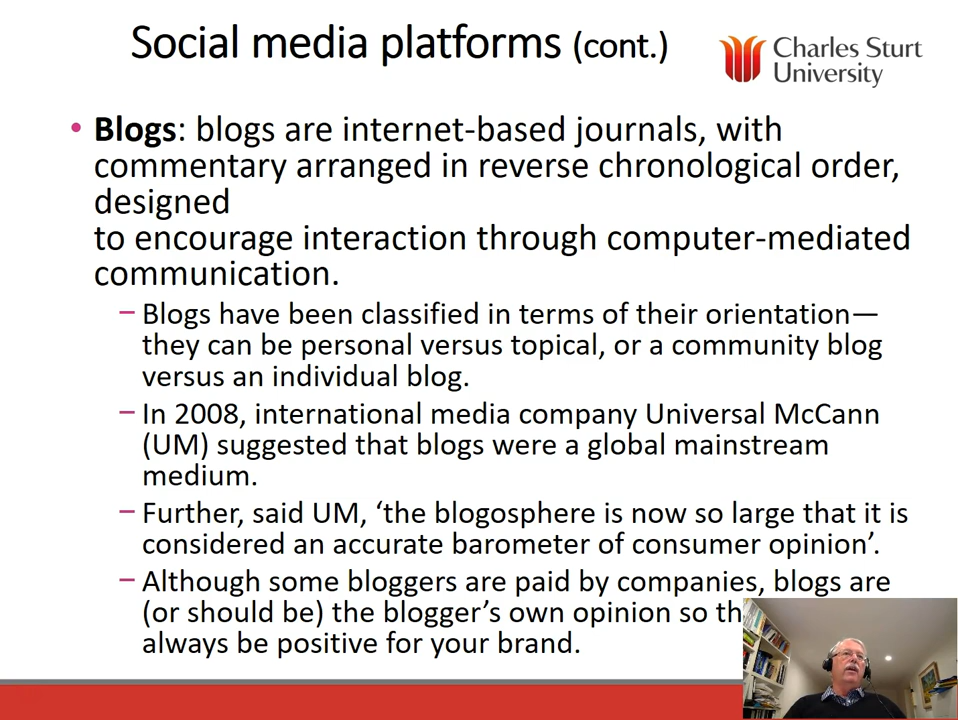 Social media platforms (cont.)
Charles Sturt
University
• Blogs: blogs are internet-based journals, with
commentary arranged in reverse chronological order,
designed
to encourage interaction through computer-mediated
communication.
– Blogs have been classified in terms of their orientation—
they can be personal versus topical, or a community blog
versus an individual blog.
– In 2008, international media company Universal McCann
(UM) suggested that blogs were a global mainstream
medium.
– Further, said UM, ‘the blogosphere is now so large that it is
considered an accurate barometer of consumer opinion’.
– Although some bloggers are paid by companies, blogs are
(or should be) the blogger’s own opinion so
always be positive for your brand.